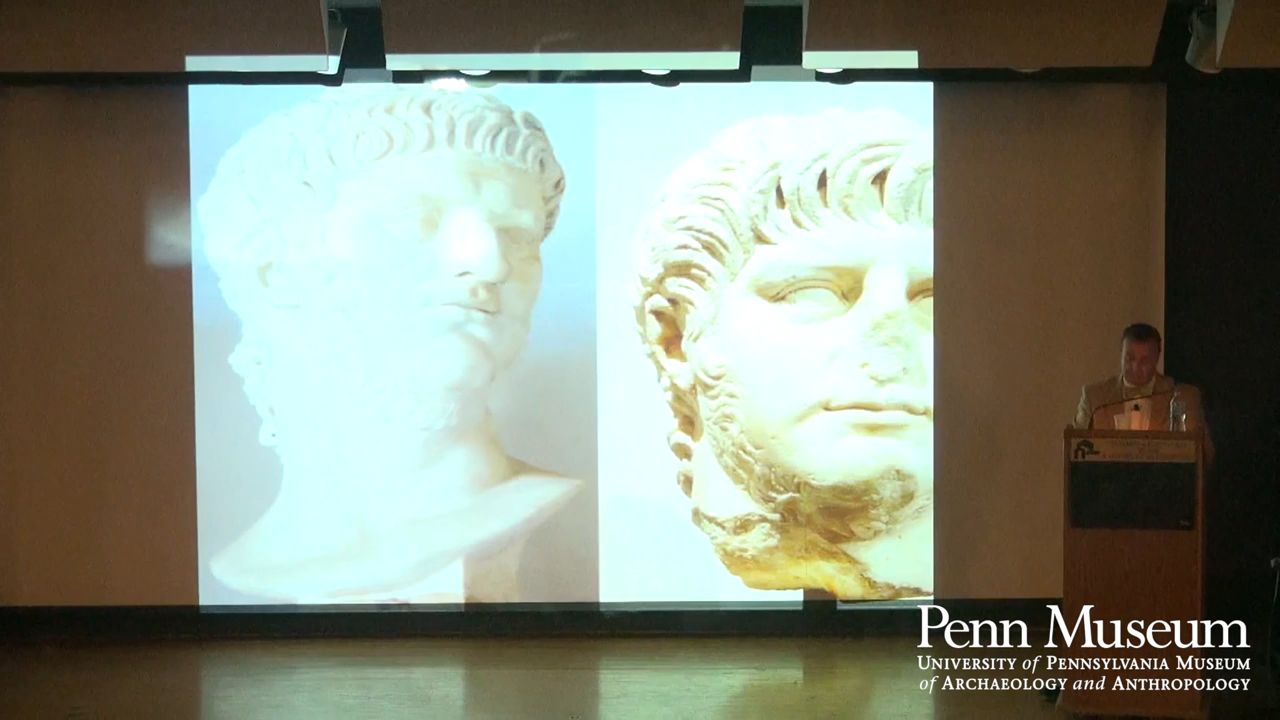 Penn Museum
University of Pennsylvania Museum
of Archaeology and Anthropology